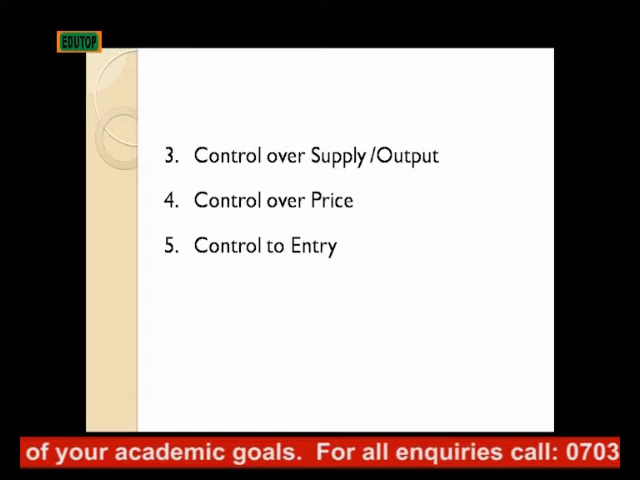 EDUTOP
3. Control over Supply /Output
4. Control over Price
5. Control to Entry
of your academic goals. For all enquiries call: 0703